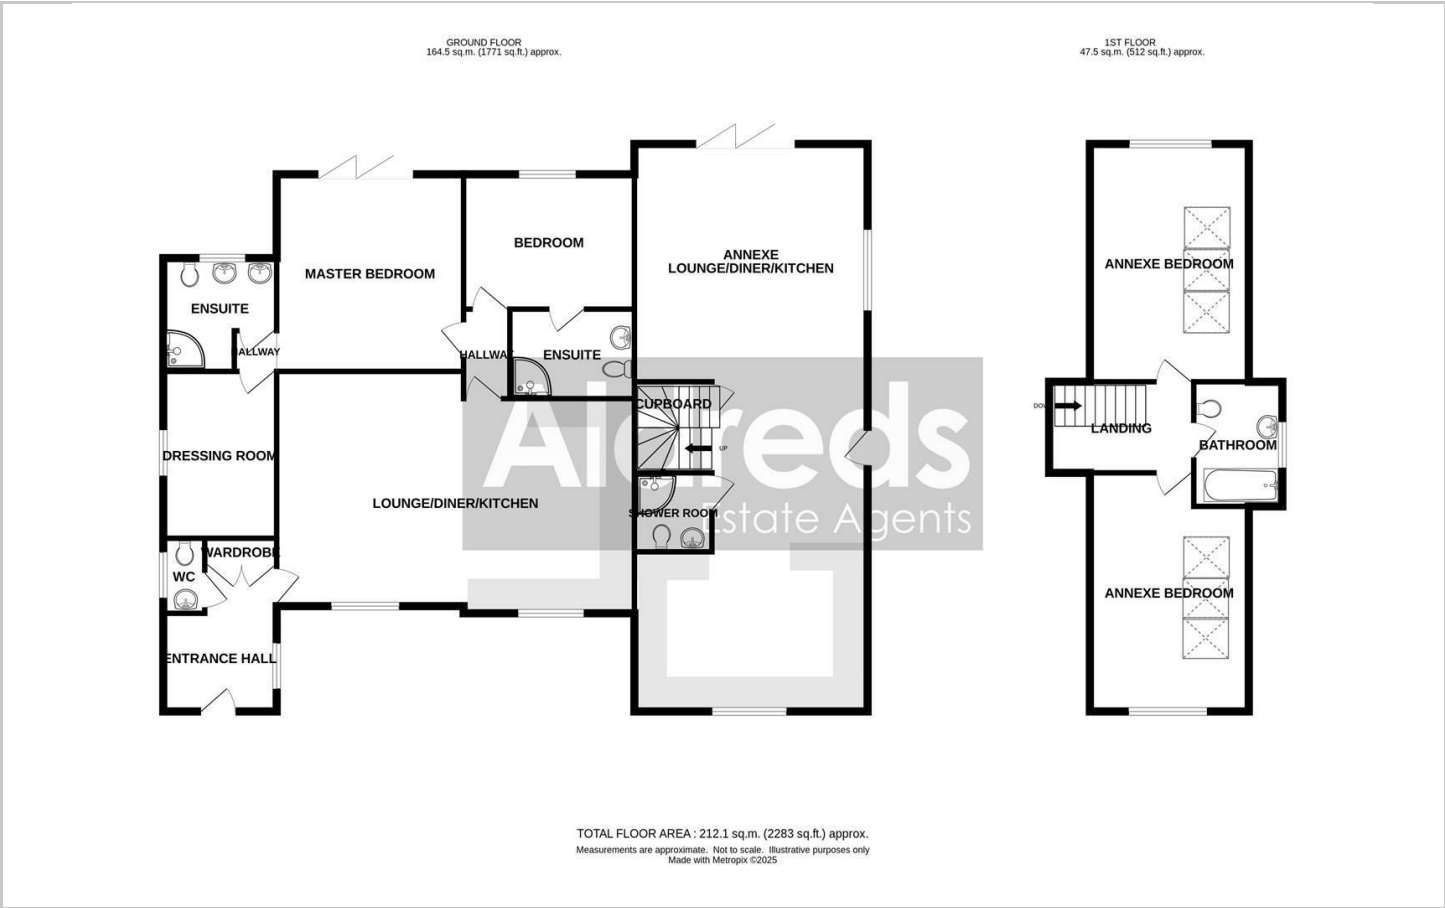 GROUND FLOOR
164.5 sq.m. (1771 sq.ft.) approx.
1ST FLOOR
47.5 sq.m. (512 sq.ft.) approx.
BEDROOM
MASTER BEDROOM
ANNEXE
LOUNGE/DINER/KITCHEN
ANNEXE BEDROOM
ENSUITE
HALLWAY
HALLWAY
ENSUITE
CUPBOARD
UP
LANDING
BATHROOM
Aldreds
Estate Agents
DRESSING ROOM
LOUNGE/DINER/KITCHEN
SHOWER ROOM
WARDROBE
WC
ANNEXE BEDROOM
ENTRANCE HALL
TOTAL FLOOR AREA : 212.1 sq.m. (2283 sq.ft.) approx.
Measurements are approximate. Not to scale. Illustrative purposes only
Made with Metropix ©2025